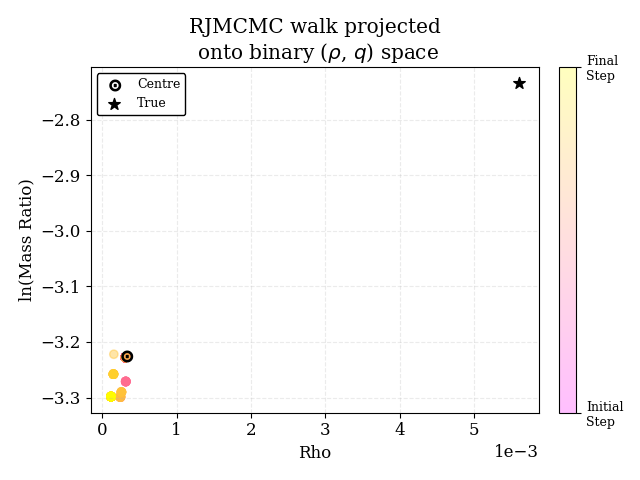 RJMCMC walk projected
onto binary (ρ, q) space
Centre
True
ln(Mass Ratio)
−2.8
−2.9
−3.0
−3.1
−3.2
−3.3
0
1
2
3
4
5
1e−3
Rho
Final
Step
Initial
Step